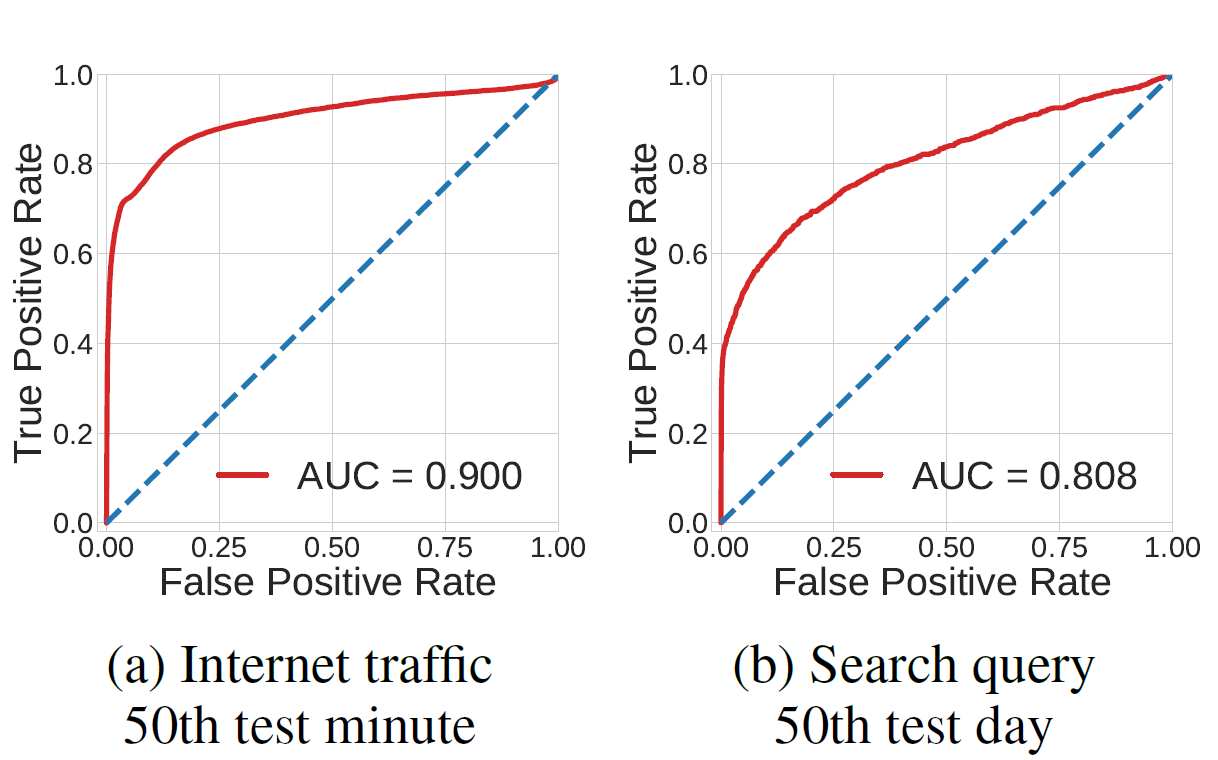 1.0
0.8
0.6
0.4
0.2
0.0
True Positive Rate
AUC = 0.900
0.00 0.25 0.50 0.75 1.00
False Positive Rate
(a) Internet traffic
50th test minute
1.0
0.8
0.6
0.4
0.2
0.0
True Positive Rate
AUC = 0.808
0.00 0.25 0.50 0.75 1.00
False Positive Rate
(b) Search query
50th test day